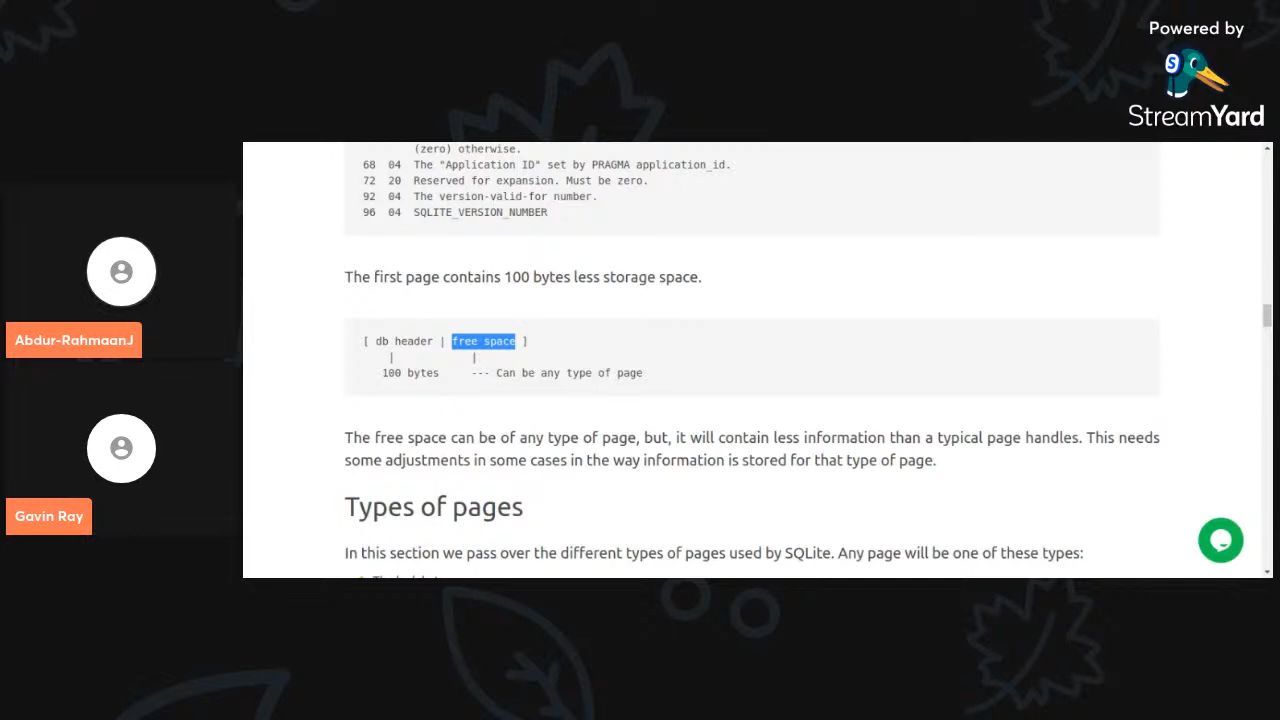 Powered by
StreamYard
(zero) otherwise.
68 04 The "Application ID" set by PRAGMA application_id.
72 20 Reserved for expansion. Must be zero.
92 04 The version-valid-for number.
96 04 SQLITE_VERSION_NUMBER
The first page contains 100 bytes less storage space.
[ db header | free space ]
| |
100 bytes --- Can be any type of page
The free space can be of any type of page, but, it will contain less information than a typical page handles. This needs
some adjustments in some cases in the way information is stored for that type of page.
Types of pages
In this section we pass over the different types of pages used by SQLite. Any page will be one of these types:
Abdur-RahmaanJ
Gavin Ray